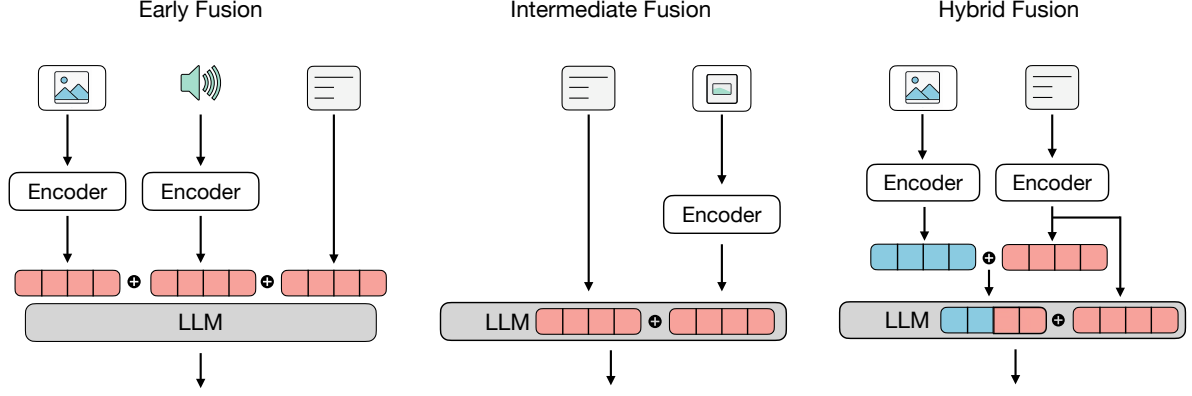 Early Fusion
Intermediate Fusion
Hybrid Fusion
Encoder
Encoder
Encoder
Encoder
Encoder
LLM
LLM
LLM